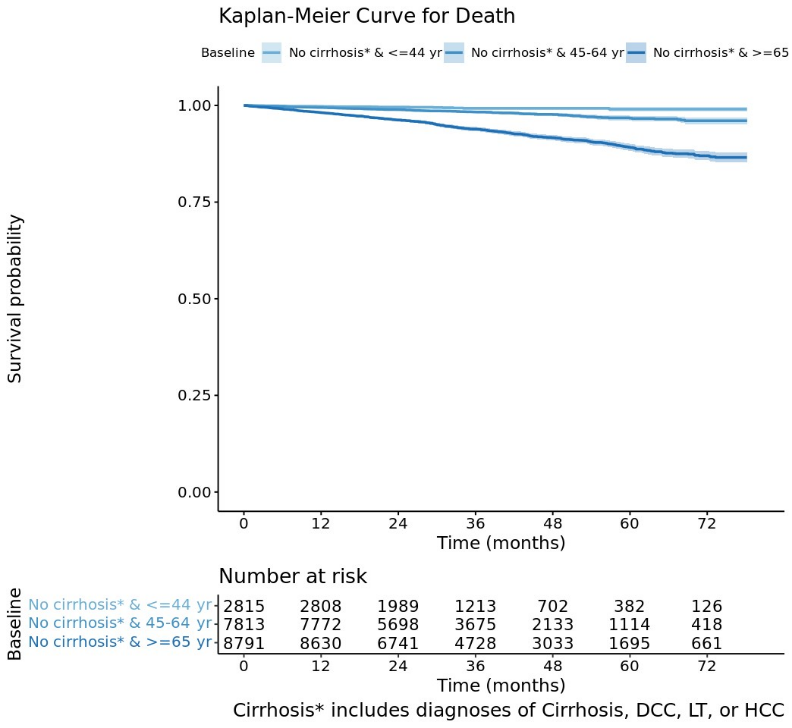 Kaplan-Meier Curve for Death
Baseline No cirrhosis* & <=44 yr No cirrhosis* & 45-64 yr No cirrhosis* & >=65
Survival probability
1.00
0.75
0.50
0.25
0.00
0 12 24 36 48 60 72
Time (months)
Number at risk
Baseline
No cirrhosis* & <=44 yr 2815 2808 1989 1213 702 382 126
No cirrhosis* & 45-64 yr 7813 7772 5698 3675 2133 1114 418
No cirrhosis* & >=65 yr 8791 8630 6741 4728 3033 1695 661
0 12 24 36 48 60 72
Time (months)
Cirrhosis* includes diagnoses of Cirrhosis, DCC, LT, or HCC